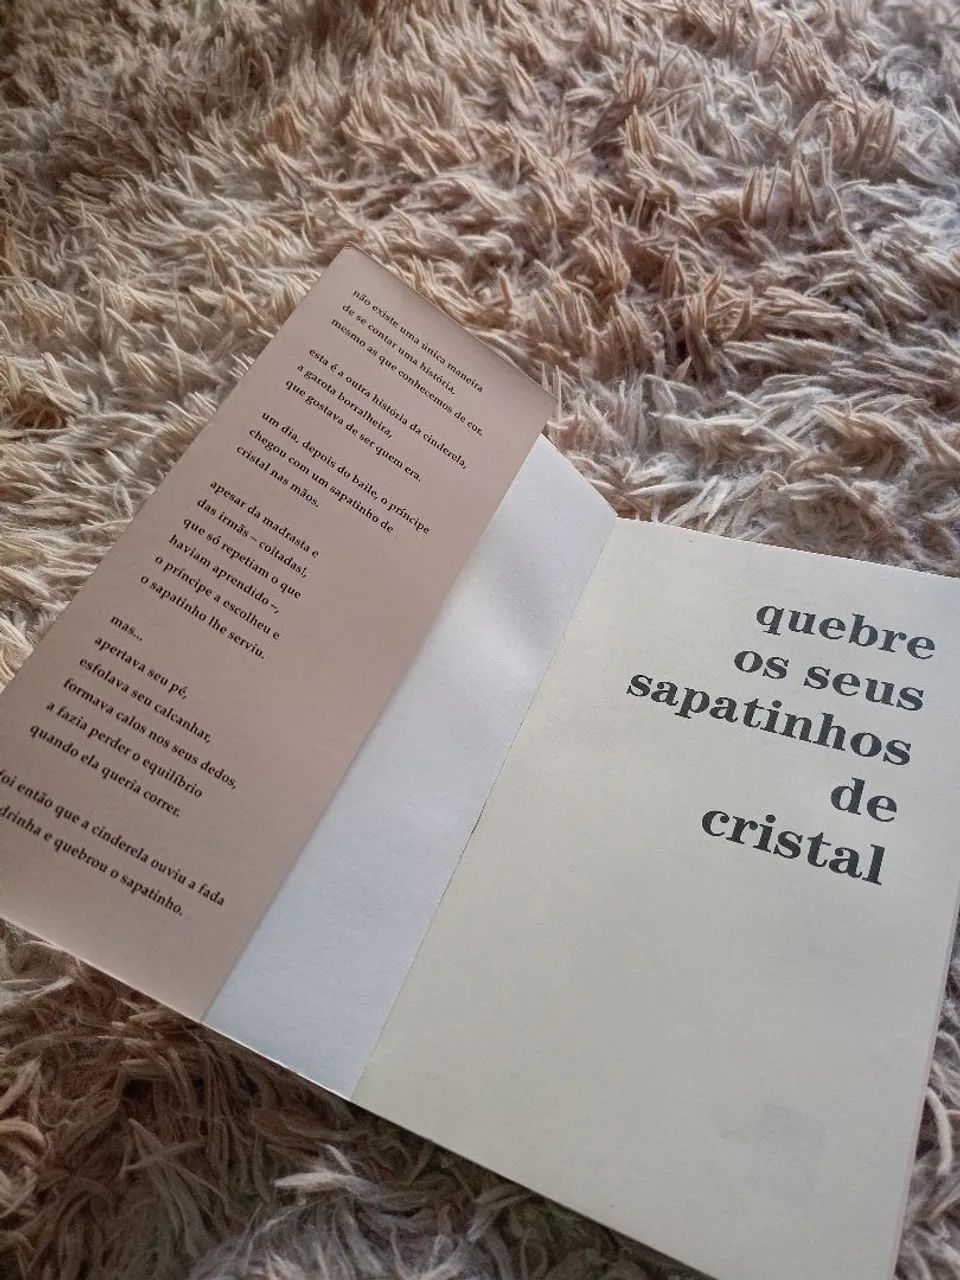 não existe uma única maneira
de se contar uma história.
mesmo as que conhecemos de cor.
esta é a outra história da cinderela,
a garota borralheira,
que gostava de ser quem era.
um dia, depois do baile, o príncipe
chegou com um sapatinho de
cristal nas mãos.
apesar da madrasta e
das irmãs – coitadas!,
que só repetiam o que
haviam aprendido –,
o príncipe a escolheu e
o sapatinho lhe serviu.
mas...
apertava seu pé,
esfolava seu calcanhar,
formava calos nos seus dedos,
a fazia perder o equilíbrio
quando ela queria correr.
foi então que a cinderela ouviu a fada
drinha e quebrou o sapatinho.
quebre
os seus
sapatinhos
de
cristal